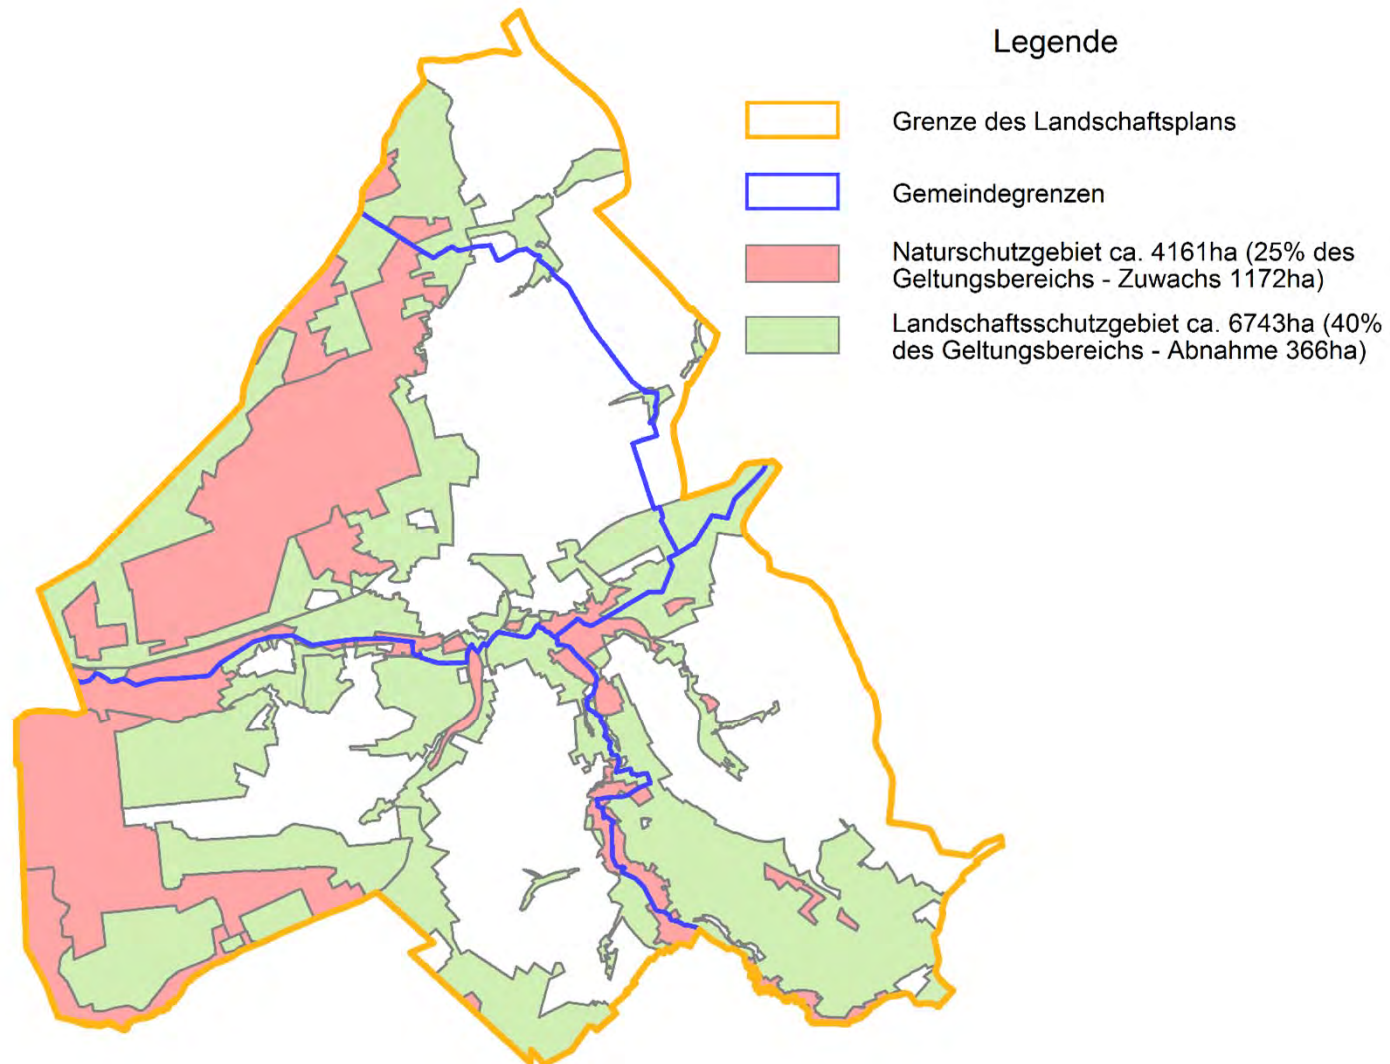 Legende
Grenze des Landschaftsplans
Gemeindegrenzen
Naturschutzgebiet ca. 4161ha (25% des
Geltungsbereichs - Zuwachs 1172ha)
Landschaftsschutzgebiet ca. 6743ha (40%
des Geltungsbereichs - Abnahme 366ha)